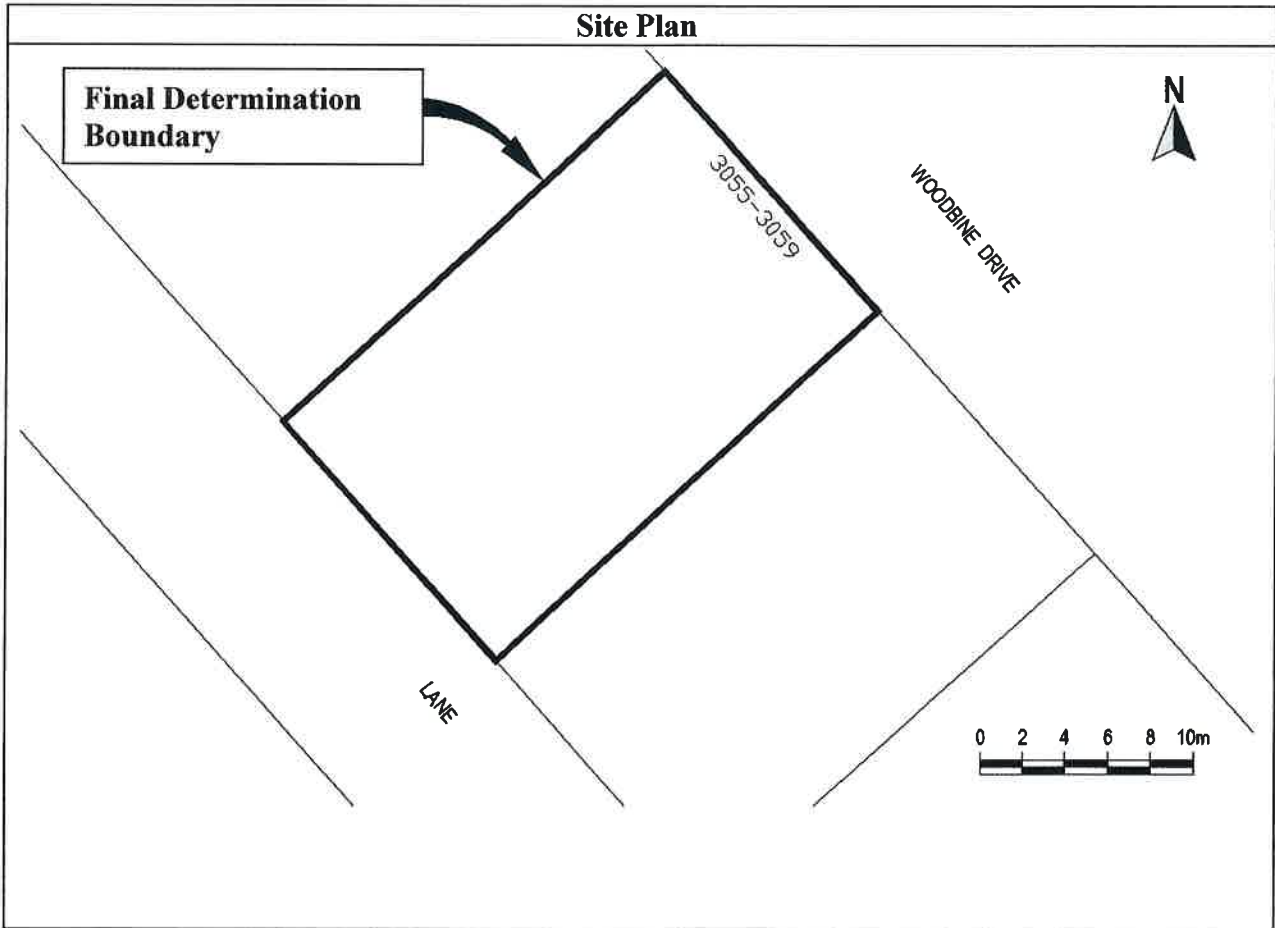 Site Plan
Final Determination
Boundary
N
3055-3059
WOODBINE DRIVE
LANE
0 2 4 6 8 10m